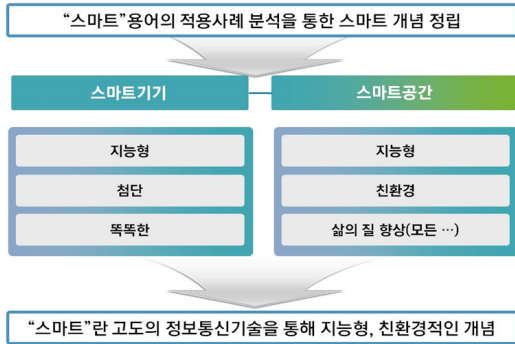 “스마트”용어의 적용사례 분석을 통한 스마트 개념 정립
스마트기기
스마트공간
지능형
첨단
똑똑한
지능형
친환경
삶의 질 향상(모든 …)
“스마트”란 고도의 정보통신기술을 통해 지능형, 친환경적인 개념